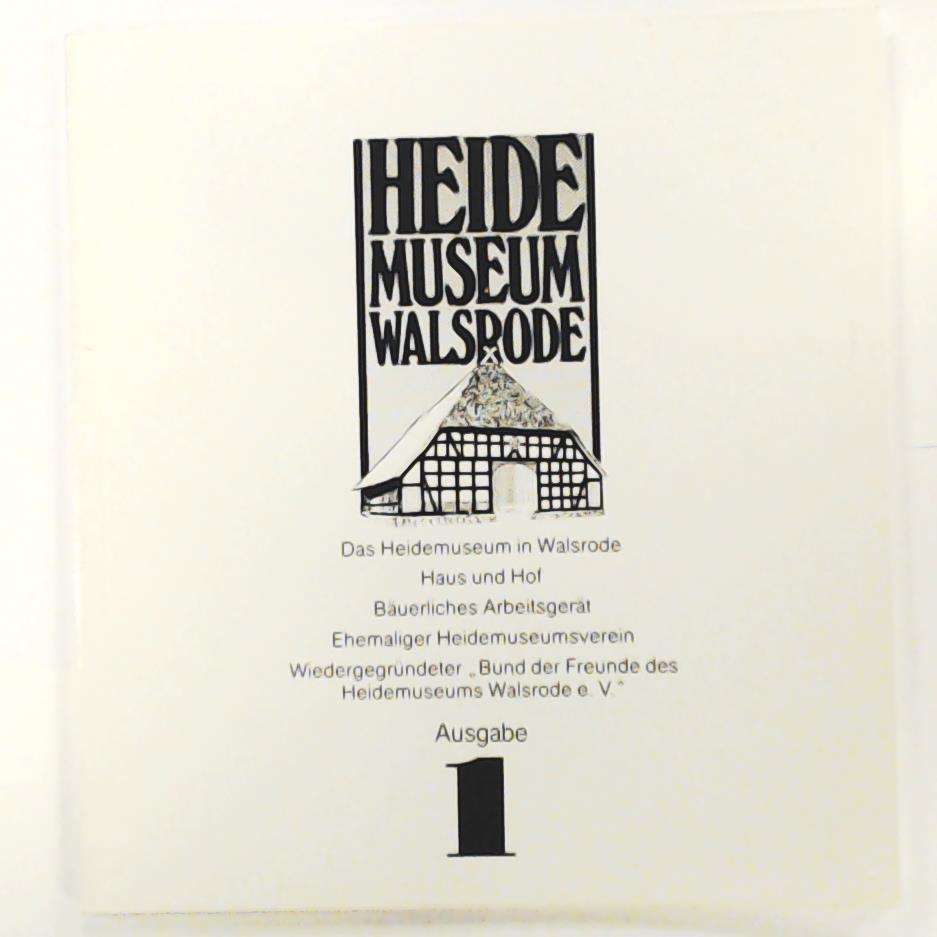 HEIDE
MUSEUM
WALSRODE
Das Heidemuseum in Walsrode
Haus und Hof
Bäuerliches Arbeitsgerät
Ehemaliger Heidemuseumsverein
Wiedergegründeter „Bund der Freunde des
Heidemuseums Walsrode e. V.“
Ausgabe
1